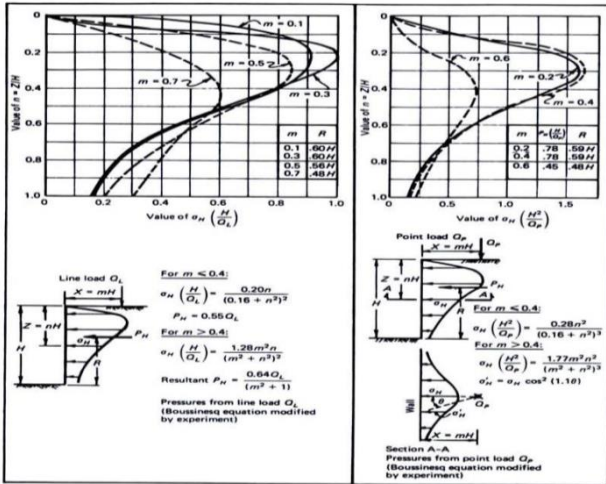 0
0.2
0.4
0.6
0.8
1.0
Value of n = Z/H
m = 0.1
m = 0.5
m = 0.7
m = 0.3
m R
0.1 .60H
0.3 .60H
0.5 .56H
0.7 .48H
0 0.2 0.4 0.6 0.8 1.0
Value of σH (H/QL)
Line load QL
X = mH
Z = nH
H
σH
PH
R
For m ≤ 0.4:
σH (H/QL) = 0.20n/(0.16 + n²)²
PH = 0.55QL
For m > 0.4:
σH (H/QL) = 1.28m²n/(m² + n²)²
Resultant PH = 0.64QL/(m² + 1)
Pressures from line load QL
(Boussinesq equation modified
by experiment)
0
0.2
0.4
0.6
0.8
1.0
Value of n = Z/H
m = 0.6
m = 0.2
m = 0.4
m PH(H/QP) R
0.2 .78 .59H
0.4 .78 .59H
0.6 .45 .48H
0 0.5 1.0 1.5
Value of σH (H²/QP)
Point load QP
X = mH
QP
Z = nH
H
A
A
PH
σH
R
For m ≤ 0.4:
σH (H²/QP) = 0.28n²/(0.16 + n²)³
For m > 0.4:
σH (H²/QP) = 1.77m²n²/(m² + n²)³
σ′H = σH cos² (1.1θ)
Wall
σH
θ
QP
σ′H
X = mH
Section A–A
Pressures from point load QP
(Boussinesq equation modified
by experiment)